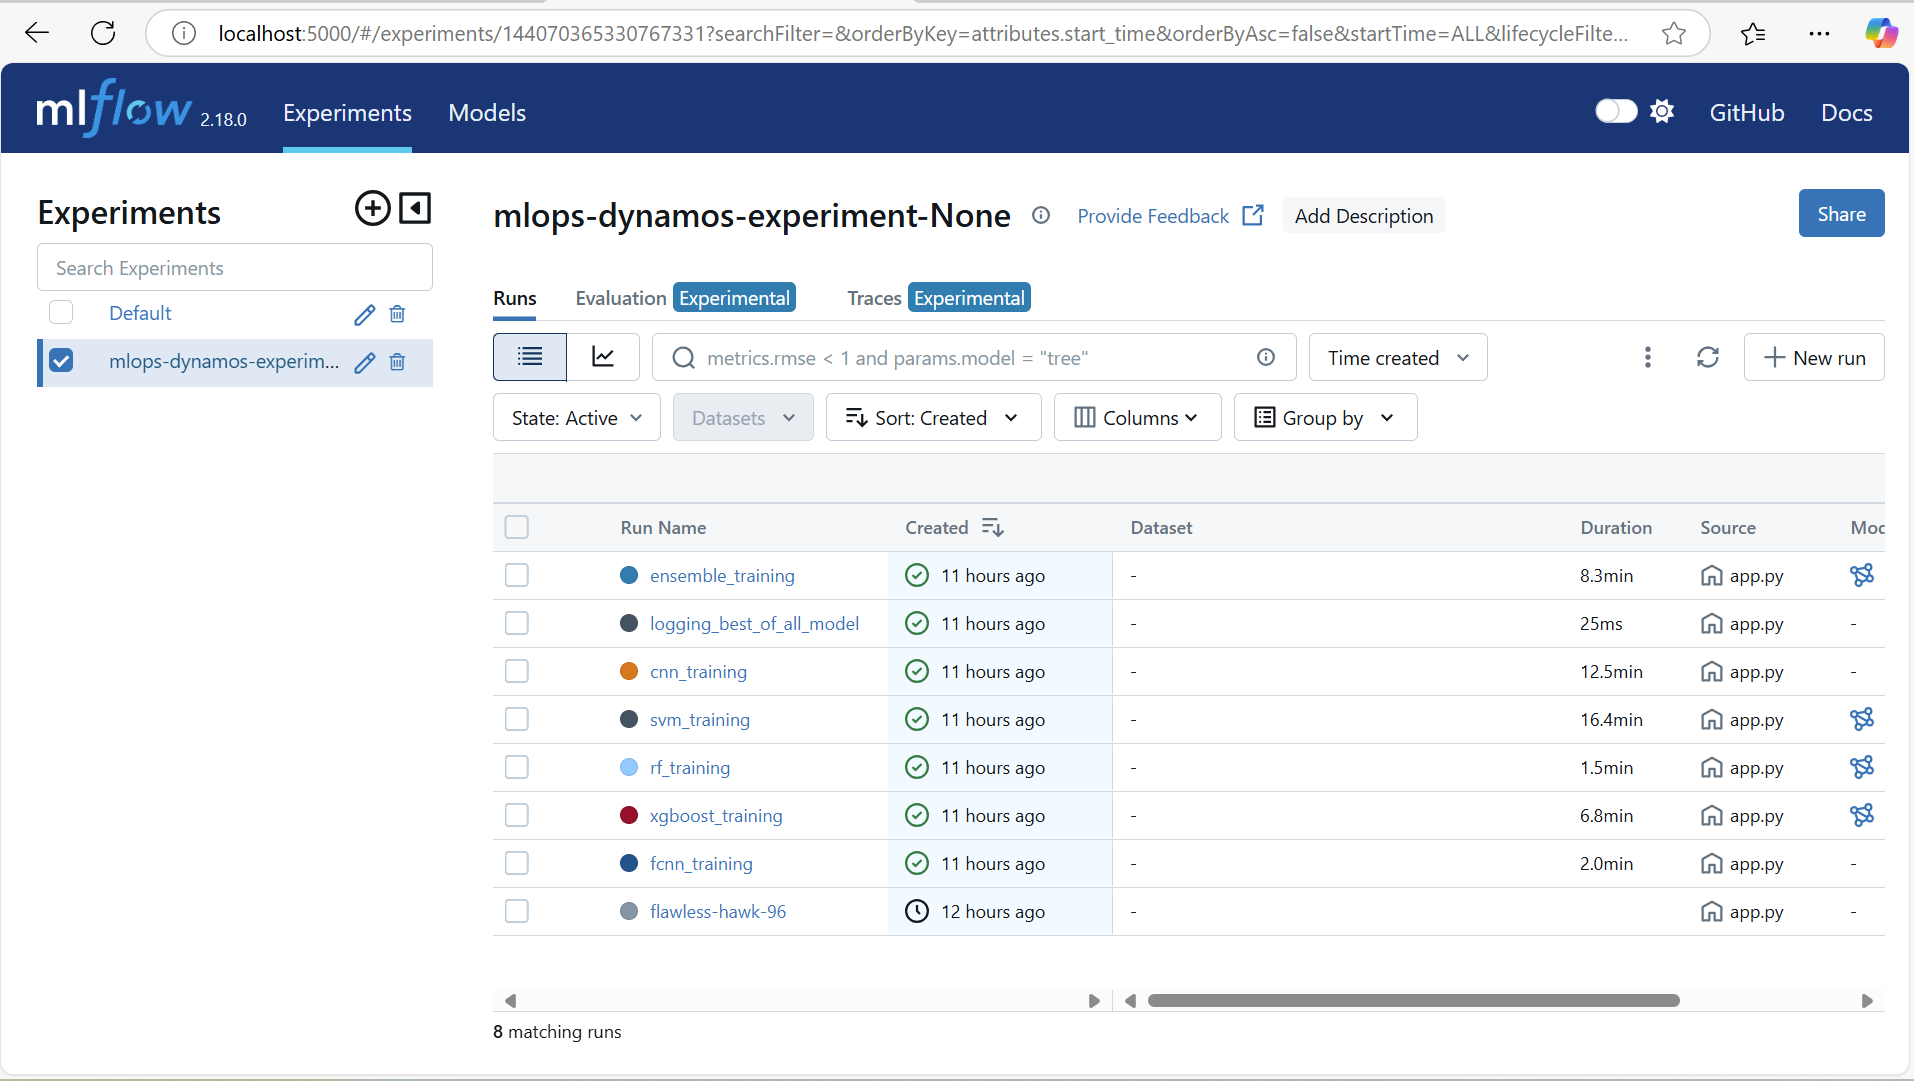 localhost:5000/#/experiments/144070365330767331?searchFilter=&orderByKey=attributes.start_time&orderByAsc=false&startTime=ALL&lifecycleFilte...
mlflow 2.18.0 Experiments Models GitHub Docs
Experiments
Search Experiments
Default
mlops-dynamos-experim...
mlops-dynamos-experiment-None Provide Feedback Add Description Share
Runs Evaluation Experimental Traces Experimental
metrics.rmse < 1 and params.model = "tree" Time created New run
State: Active Datasets Sort: Created Columns Group by
Run Name Created Dataset Duration Source Mod
ensemble_training 11 hours ago - 8.3min app.py
logging_best_of_all_model 11 hours ago - 25ms app.py -
cnn_training 11 hours ago - 12.5min app.py -
svm_training 11 hours ago - 16.4min app.py
rf_training 11 hours ago - 1.5min app.py
xgboost_training 11 hours ago - 6.8min app.py
fcnn_training 11 hours ago - 2.0min app.py -
flawless-hawk-96 12 hours ago - app.py -
8 matching runs